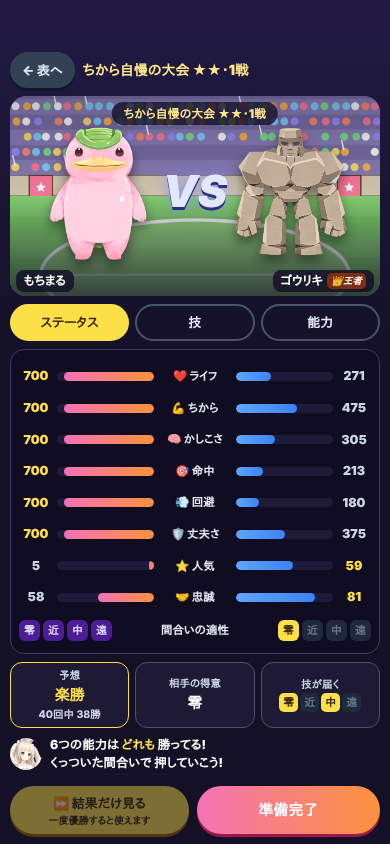 ← 表へ
ちから自慢の大会 ★★・1戦
ちから自慢の大会 ★★・1戦
VS
もちまる
ゴウリキ 👑王者
ステータス
技
能力
700 ❤️ ライフ 271
700 💪 ちから 475
700 🧠 かしこさ 305
700 🎯 命中 213
700 💨 回避 180
700 🛡️ 丈夫さ 375
5 ⭐ 人気 59
58 🤝 忠誠 81
零 近 中 遠 間合いの適性 零 近 中 遠
予想
楽勝
40回中 38勝
相手の得意
零
技が届く
零 近 中 遠
6つの能力は どれも 勝ってる!
くっついた間合いで 押していこう!
⏩ 結果だけ見る
一度優勝すると使えます
準備完了